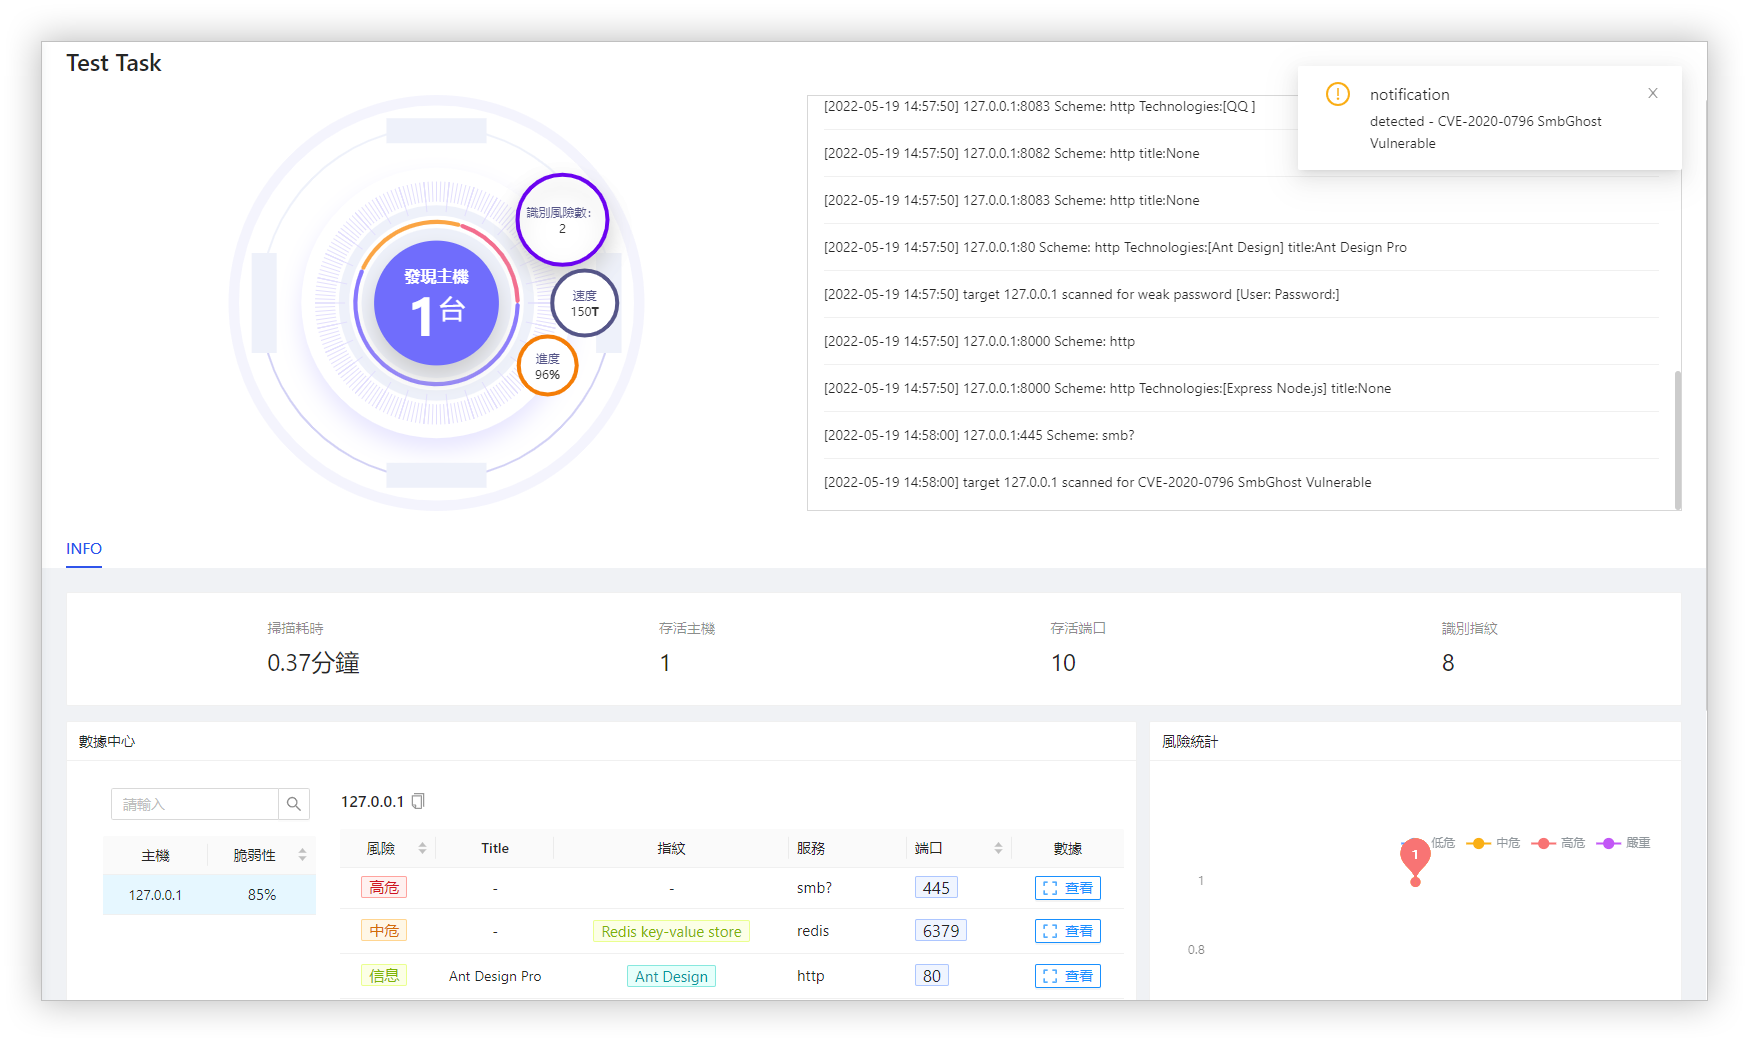 Test Task
識別風險數：
2
發現主機
1台
速度
150T
進度
96%
[2022-05-19 14:57:50] 127.0.0.1:8083 Scheme: http Technologies:[QQ ]
[2022-05-19 14:57:50] 127.0.0.1:8082 Scheme: http title:None
[2022-05-19 14:57:50] 127.0.0.1:8083 Scheme: http title:None
[2022-05-19 14:57:50] 127.0.0.1:80 Scheme: http Technologies:[Ant Design] title:Ant Design Pro
[2022-05-19 14:57:50] target 127.0.0.1 scanned for weak password [User: Password:]
[2022-05-19 14:57:50] 127.0.0.1:8000 Scheme: http
[2022-05-19 14:57:50] 127.0.0.1:8000 Scheme: http Technologies:[Express Node.js] title:None
[2022-05-19 14:58:00] 127.0.0.1:445 Scheme: smb?
[2022-05-19 14:58:00] target 127.0.0.1 scanned for CVE-2020-0796 SmbGhost Vulnerable
notification
detected - CVE-2020-0796 SmbGhost
Vulnerable
INFO
掃描耗時 存活主機 存活端口 識別指紋
0.37分鐘 1 10 8
數據中心
請輸入
主機 脆弱性
127.0.0.1 85%
127.0.0.1
風險 Title 指紋 服務 端口 數據
高危 - - smb? 445 查看
中危 - Redis key-value store redis 6379 查看
信息 Ant Design Pro Ant Design http 80 查看
風險統計
低危 中危 高危 嚴重
1
1
0.8